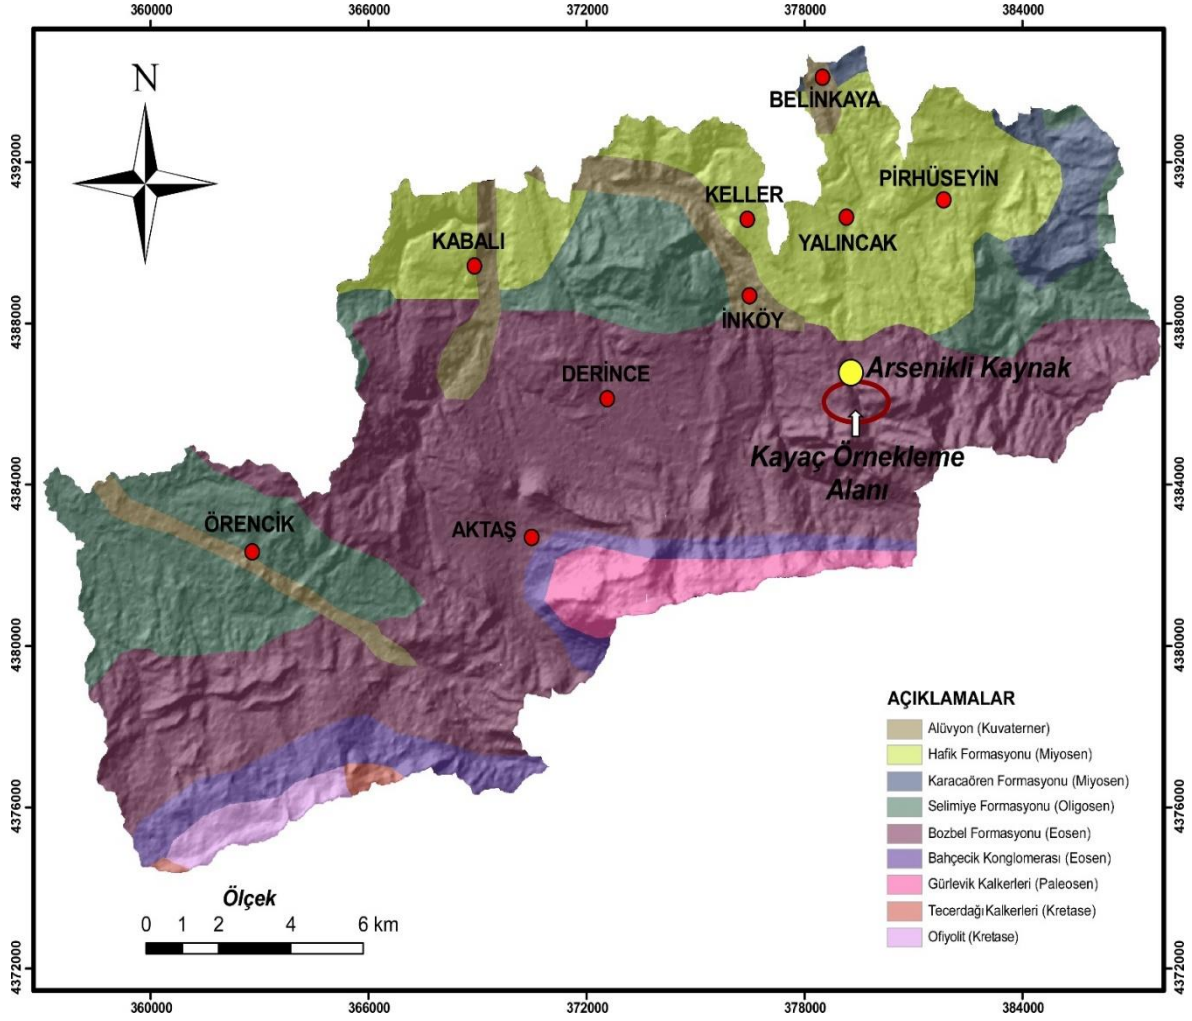 360000
366000
372000
378000
384000
N
BELİNKAYA
4392000
4392000
PİRHÜSEYİN
KELLER
YALINCAK
KABALI
4388000
4388000
İNKÖY
Arsenikli Kaynak
DERİNCE
Kayaç Örnekleme
Alanı
4384000
4384000
ÖRENCİK
AKTAŞ
4380000
4380000
AÇIKLAMALAR
Alüvyon (Kuvaterner)
Hafik Formasyonu (Miyosen)
Karacaören Formasyonu (Miyosen)
Selimiye Formasyonu (Oligosen)
Bozbel Formasyonu (Eosen)
Bahçecik Konglomerası (Eosen)
Gürlevik Kalkerleri (Paleosen)
Tecerdağı Kalkerleri (Kretase)
Ofiyolit (Kretase)
4376000
4376000
Ölçek
0 1 2 4 6 km
4372000
4372000
360000
366000
372000
378000
384000